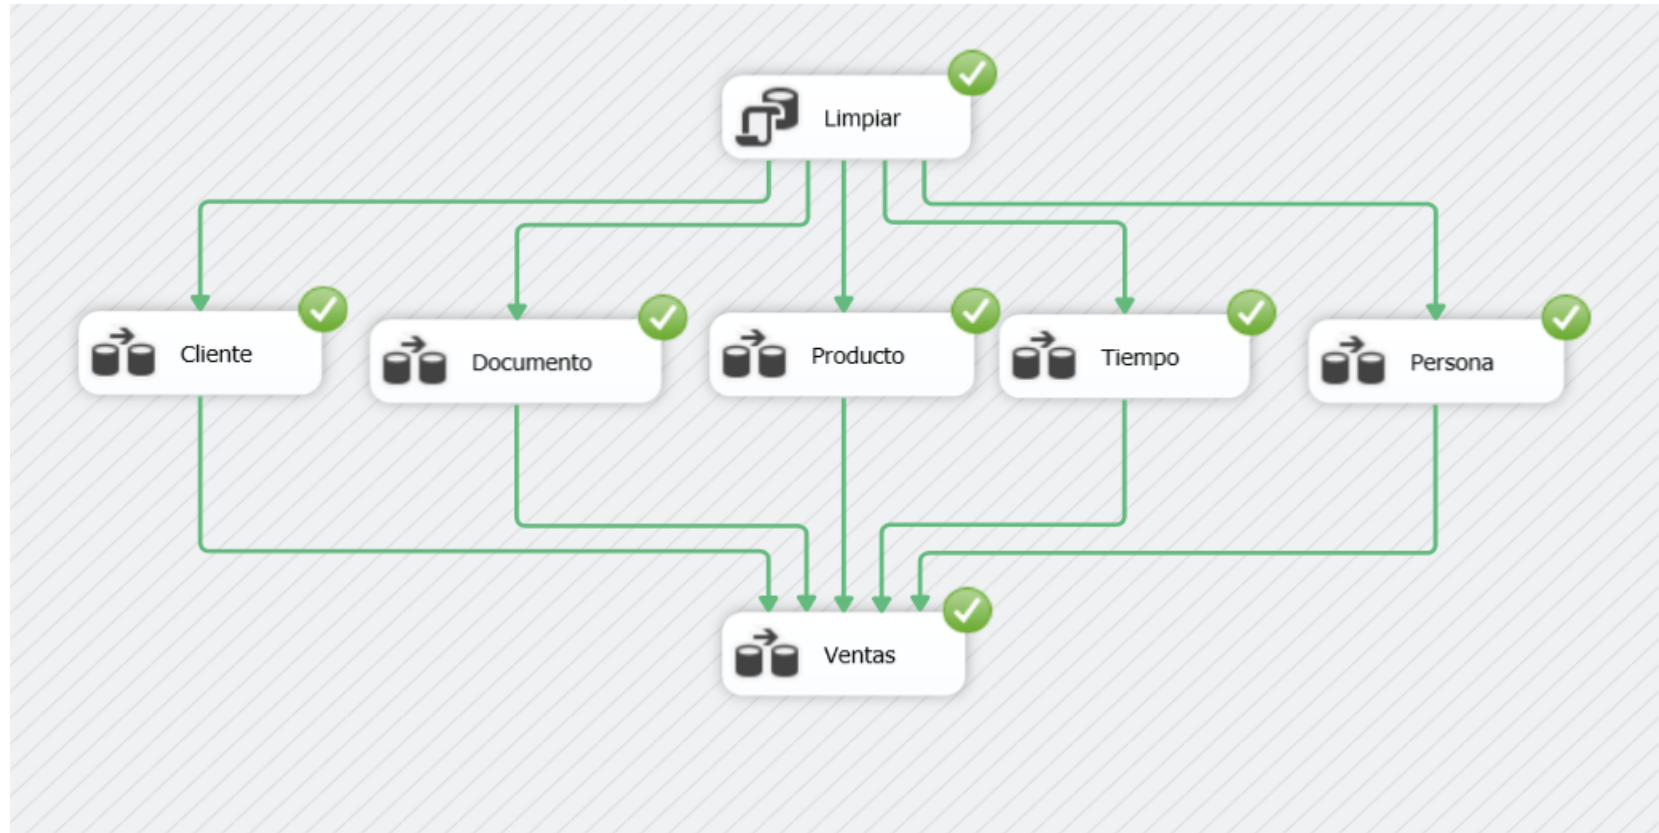 Limpiar
Cliente
Documento
Producto
Tiempo
Persona
Ventas